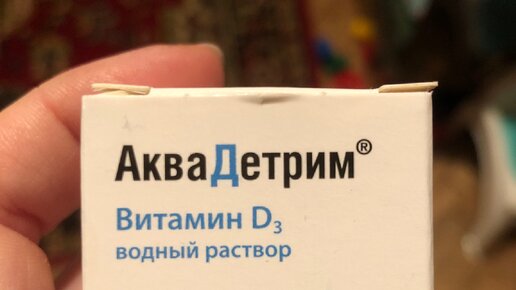 АкваДетрим®
Витамин D₃
водный раствор